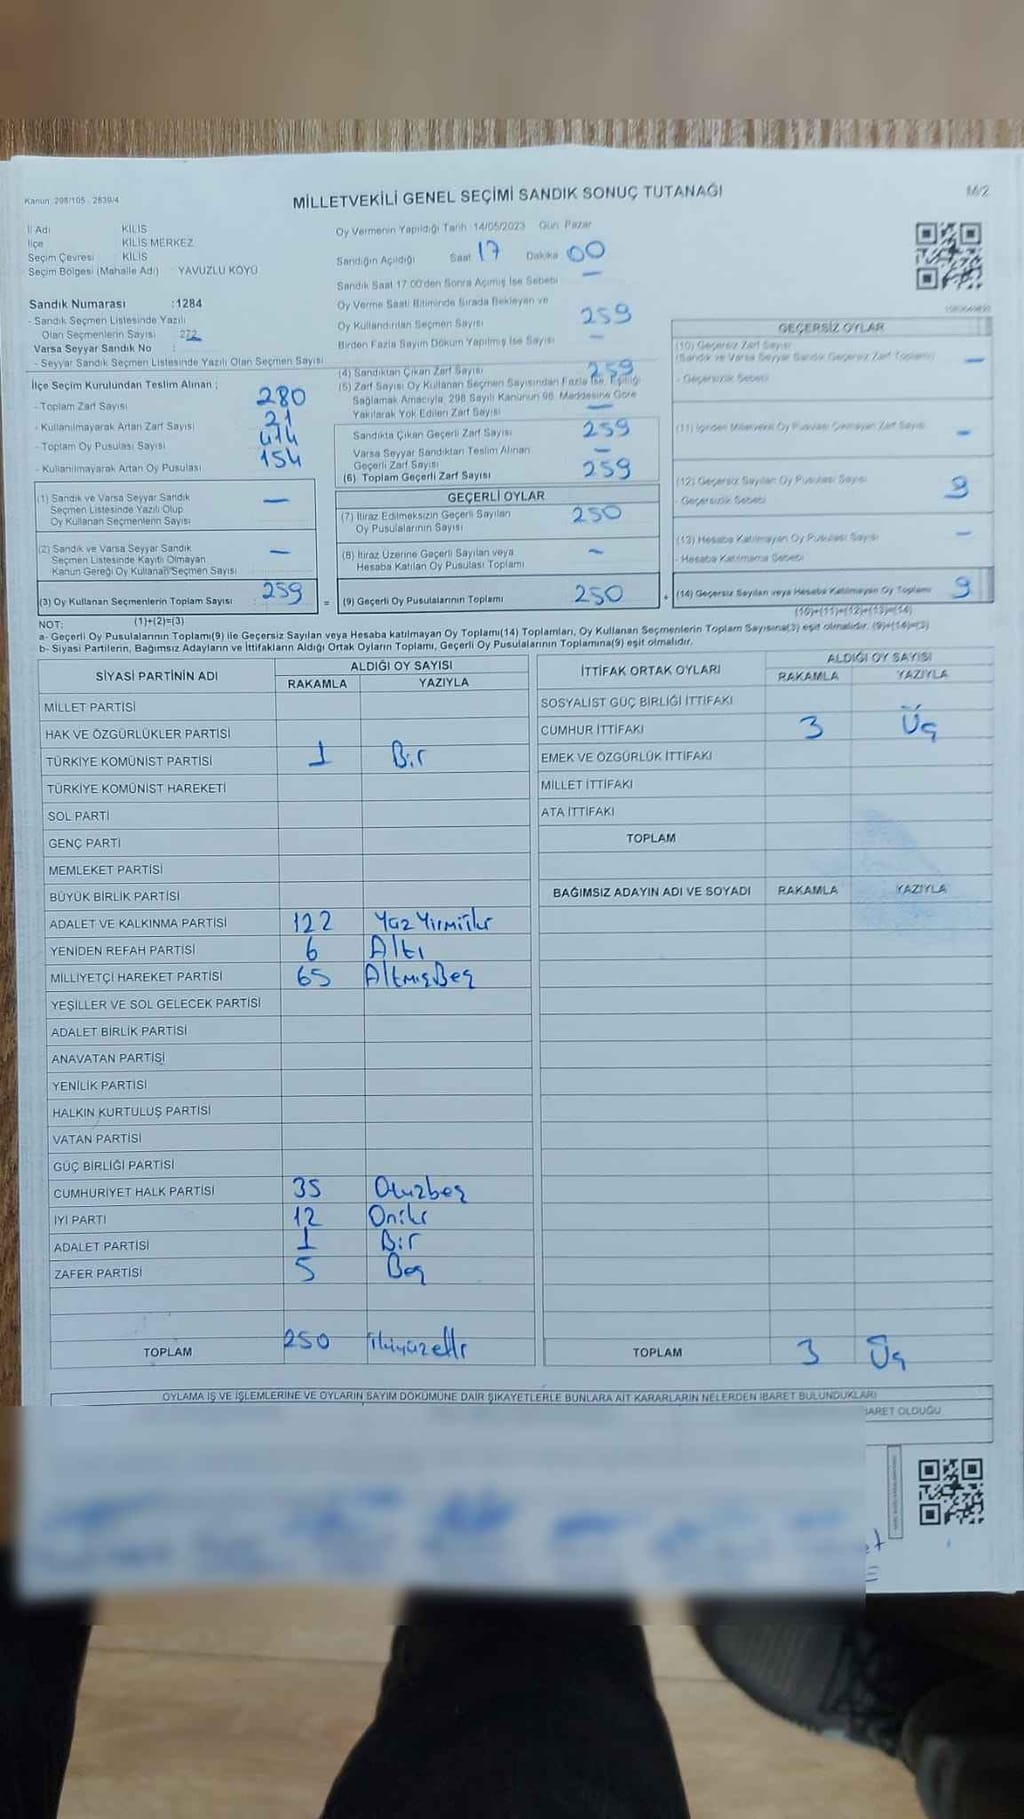 Kanun: 298/105 - 2839/4
MİLLETVEKİLİ GENEL SEÇİMİ SANDIK SONUÇ TUTANAĞI
M/2
İl Adı KİLİS
İlçe KİLİS MERKEZ
Seçim Çevresi KİLİS
Seçim Bölgesi (Mahalle Adı) YAVUZLU KÖYÜ
Sandık Numarası :1284
- Sandık Seçmen Listesinde Yazılı
Olan Seçmenlerin Sayısı 272
Varsa Seyyar Sandık No :
- Seyyar Sandık Seçmen Listesinde Yazılı Olan Seçmen Sayısı
İlçe Seçim Kurulundan Teslim Alınan ;
- Toplam Zarf Sayısı 280
- Kullanılmayarak Artan Zarf Sayısı 21
- Toplam Oy Pusulası Sayısı 414
- Kullanılmayarak Artan Oy Pusulası 154
(1) Sandık ve Varsa Seyyar Sandık
Seçmen Listesinde Yazılı Olup
Oy Kullanan Seçmenlerin Sayısı —
(2) Sandık ve Varsa Seyyar Sandık
Seçmen Listesinde Kayıtlı Olmayan
Kanun Gereği Oy Kullanan Seçmen Sayısı —
(3) Oy Kullanan Seçmenlerin Toplam Sayısı 259 =
(1)+(2)=(3)
Oy Vermenin Yapıldığı Tarih :14/05/2023 Gün: Pazar
Sandığın Açıldığı Saat 17 Dakika 00
Sandık Saat 17:00'den Sonra Açımış İse Sebebi —
Oy Verme Saati Bitiminde Sırada Bekleyen ve
Oy Kullandırılan Seçmen Sayısı 259
Birden Fazla Sayım Döküm Yapılmış İse Sayısı —
(4) Sandıktan Çıkan Zarf Sayısı 259
(5) Zarf Sayısı Oy Kullanan Seçmen Sayısından Fazla İse, Eşitliği
Sağlamak Amacıyla, 298 Sayılı Kanunun 98. Maddesine Göre
Yakılarak Yok Edilen Zarf Sayısı —
Sandıkta Çıkan Geçerli Zarf Sayısı 259
Varsa Seyyar Sandıktan Teslim Alınan
Geçerli Zarf Sayısı —
(6) Toplam Geçerli Zarf Sayısı 259
GEÇERLİ OYLAR
(7) İtiraz Edilmeksizin Geçerli Sayılan
Oy Pusulalarının Sayısı 250
(8) İtiraz Üzerine Geçerli Sayılan veya
Hesaba Katılan Oy Pusulası Toplamı —
(9) Geçerli Oy Pusulalarının Toplamı 250 +
GEÇERSİZ OYLAR
(10) Geçersiz Zarf Sayısı
(Sandık ve Varsa Seyyar Sandık Geçersiz Zarf Toplamı) —
- Geçersizlik Sebebi
(11) İçinden Milletvekili Oy Pusulası Çıkmayan Zarf Sayısı —
(12) Geçersiz Sayılan Oy Pusulası Sayısı 9
- Geçersizlik Sebebi
(13) Hesaba Katılmayan Oy Pusulası Sayısı —
- Hesaba Katılmama Sebebi
(14) Geçersiz Sayılan veya Hesaba Katılmayan Oy Toplamı 9
(10)+(11)+(12)+(13)=(14)
NOT:
a- Geçerli Oy Pusulalarının Toplamı(9) ile Geçersiz Sayılan veya Hesaba katılmayan Oy Toplamı(14) Toplamları, Oy Kullanan Seçmenlerin Toplam Sayısına(3) eşit olmalıdır. (9)+(14)=(3)
b- Siyasi Partilerin, Bağımsız Adayların ve İttifakların Aldığı Ortak Oyların Toplamı, Geçerli Oy Pusulalarının Toplamına(9) eşit olmalıdır.
SİYASİ PARTİNİN ADI ALDIĞI OY SAYISI
RAKAMLA YAZIYLA
MİLLET PARTİSİ
HAK VE ÖZGÜRLÜKLER PARTİSİ
TÜRKİYE KOMÜNİST PARTİSİ 1 Bir
TÜRKİYE KOMÜNİST HAREKETİ
SOL PARTİ
GENÇ PARTİ
MEMLEKET PARTİSİ
BÜYÜK BİRLİK PARTİSİ
ADALET VE KALKINMA PARTİSİ 122 Yüz Yirmiiki
YENİDEN REFAH PARTİSİ 6 Altı
MİLLİYETÇİ HAREKET PARTİSİ 65 AltmışBeş
YEŞİLLER VE SOL GELECEK PARTİSİ
ADALET BİRLİK PARTİSİ
ANAVATAN PARTİSİ
YENİLİK PARTİSİ
HALKIN KURTULUŞ PARTİSİ
VATAN PARTİSİ
GÜÇ BİRLİĞİ PARTİSİ
CUMHURİYET HALK PARTİSİ 35 Otuzbeş
İYİ PARTİ 12 Oniki
ADALET PARTİSİ 1 Bir
ZAFER PARTİSİ 5 Beş
TOPLAM 250 ikiyüzelli
İTTİFAK ORTAK OYLARI ALDIĞI OY SAYISI
RAKAMLA YAZIYLA
SOSYALİST GÜÇ BİRLİĞİ İTTİFAKI
CUMHUR İTTİFAKI 3 Üç
EMEK VE ÖZGÜRLÜK İTTİFAKI
MİLLET İTTİFAKI
ATA İTTİFAKI
TOPLAM
BAĞIMSIZ ADAYIN ADI VE SOYADI RAKAMLA YAZIYLA
TOPLAM 3 Üç
OYLAMA İŞ VE İŞLEMLERİNE VE OYLARIN SAYIM DÖKÜMÜNE DAİR ŞİKAYETLERLE BUNLARA AİT KARARLARIN NELERDEN İBARET BULUNDUKLARI
BARET OLDUĞU